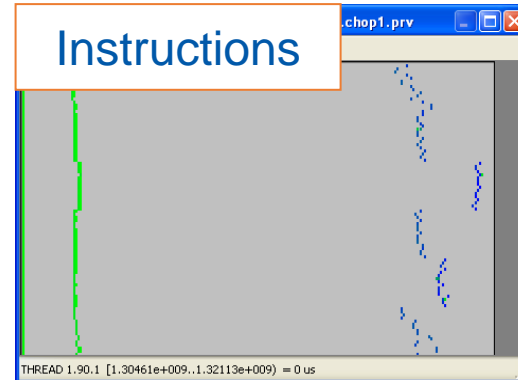 Instructions
.chop1.prv
THREAD 1.90.1 [1.30461e+009..1.32113e+009) = 0 us